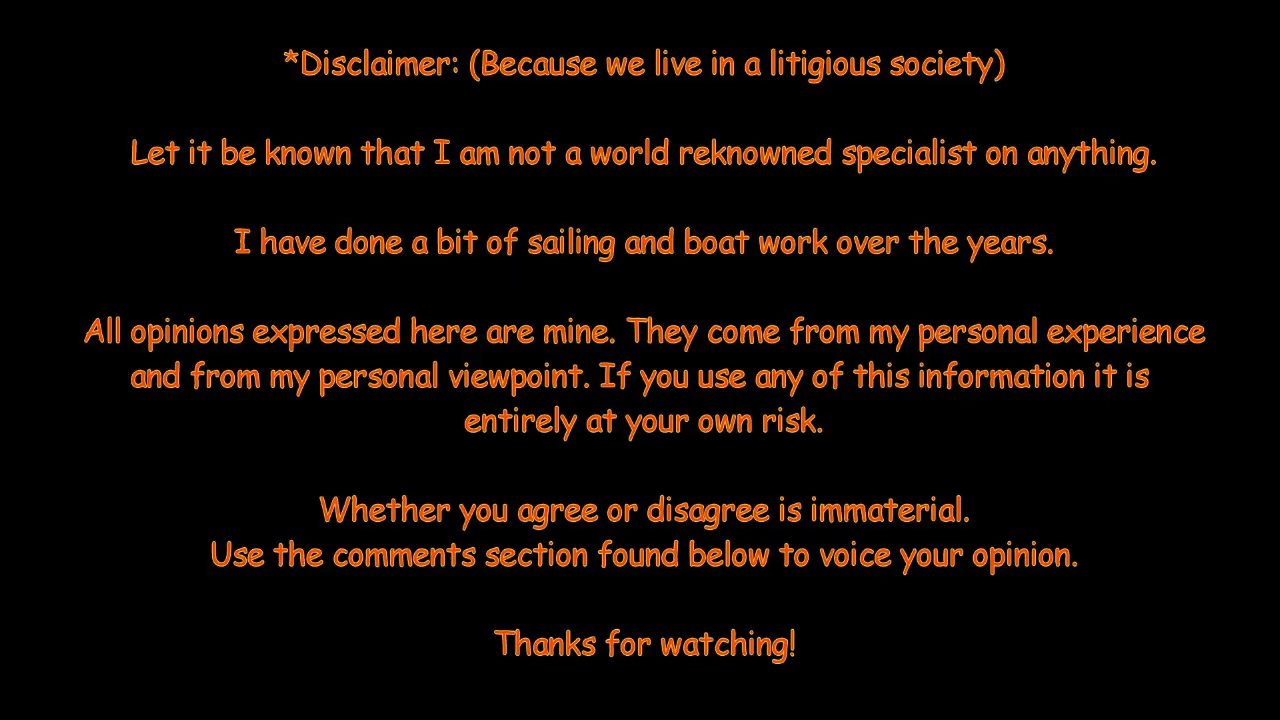 *Disclaimer: (Because we live in a litigious society)
Let it be known that I am not a world reknowned specialist on anything.
I have done a bit of sailing and boat work over the years.
All opinions expressed here are mine. They come from my personal experience
and from my personal viewpoint. If you use any of this information it is
entirely at your own risk.
Whether you agree or disagree is immaterial.
Use the comments section found below to voice your opinion.
Thanks for watching!